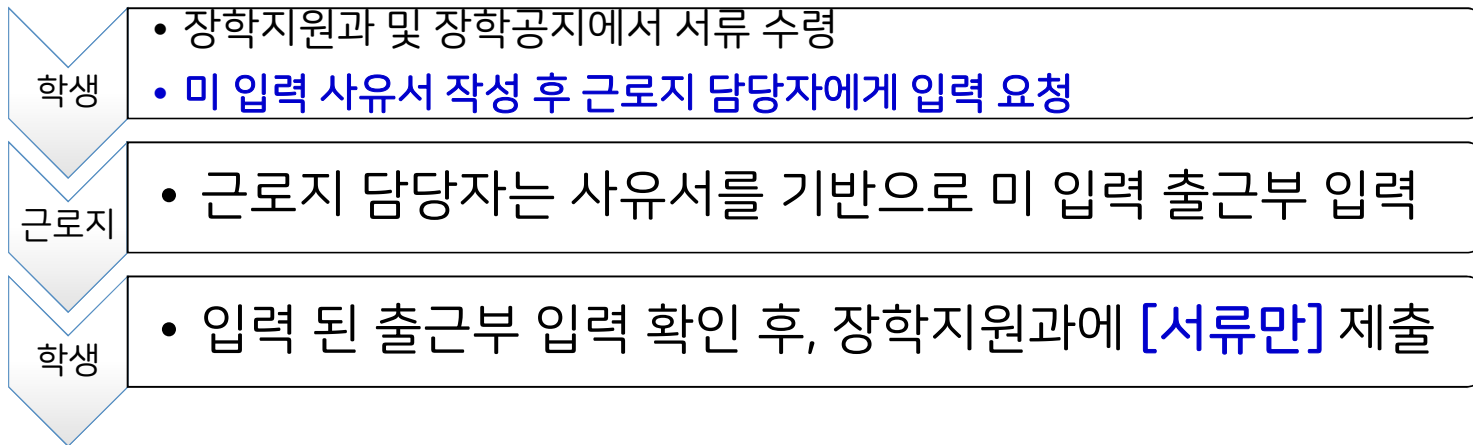 학생
• 장학지원과 및 장학공지에서 서류 수령
• 미 입력 사유서 작성 후 근로지 담당자에게 입력 요청
근로지
• 근로지 담당자는 사유서를 기반으로 미 입력 출근부 입력
학생
• 입력 된 출근부 입력 확인 후, 장학지원과에 [서류만] 제출